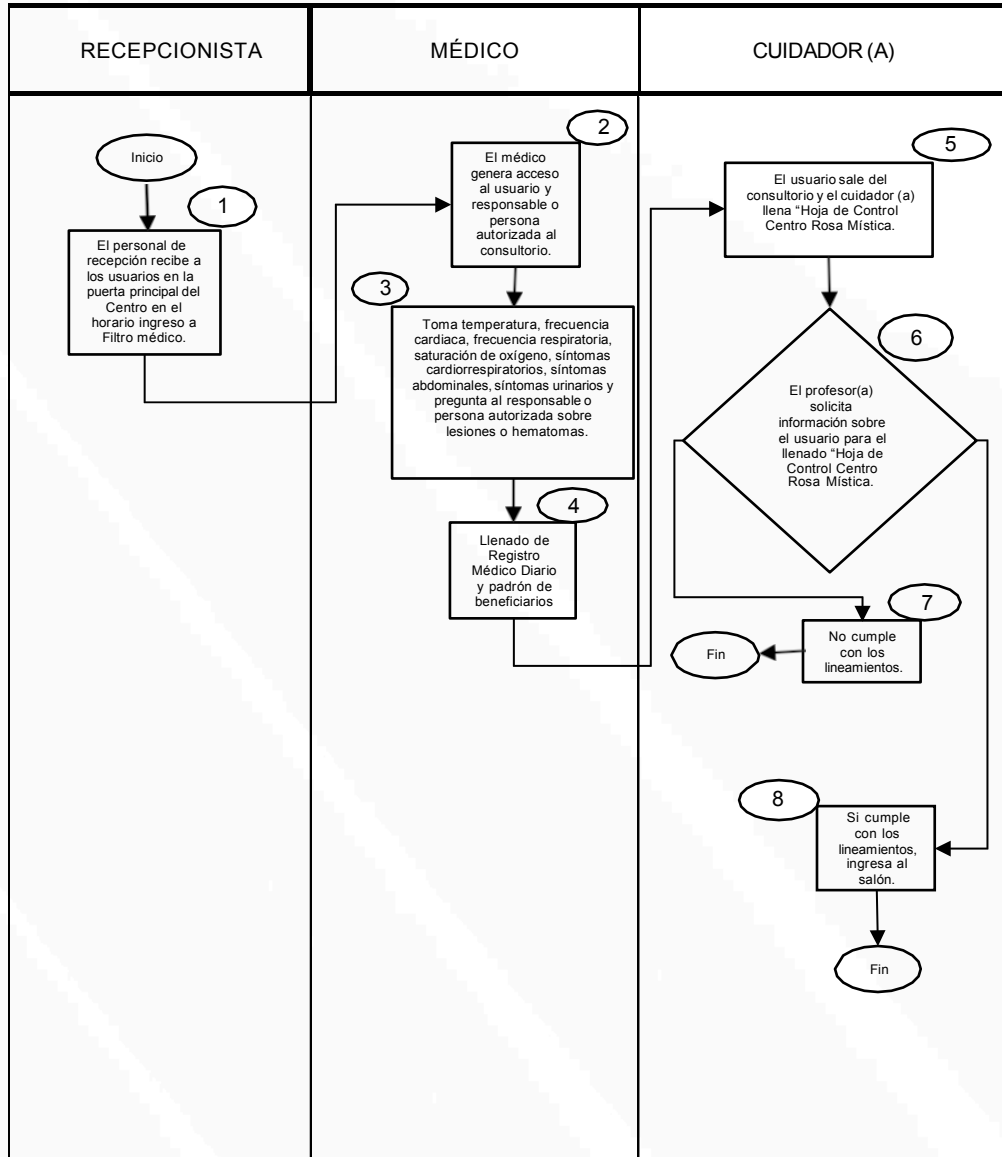 RECEPCIONISTA
MÉDICO
CUIDADOR (A)
Inicio
1
El personal de
recepción recibe a
los usuarios en la
puerta principal del
Centro en el
horario ingreso a
Filtro médico.
2
El médico
genera acceso
al usuario y
responsable o
persona
autorizada al
consultorio.
3
Toma temperatura, frecuencia
cardiaca, frecuencia respiratoria,
saturación de oxígeno, síntomas
cardiorrespiratorios, síntomas
abdominales, síntomas urinarios y
pregunta al responsable o
persona autorizada sobre
lesiones o hematomas.
4
Llenado de
Registro
Médico Diario
y padrón de
beneficiarios
5
El usuario sale del
consultorio y el cuidador (a)
llena “Hoja de Control
Centro Rosa Mística.
6
El profesor(a)
solicita
información sobre
el usuario para el
llenado “Hoja de
Control Centro
Rosa Mística.
7
No cumple
con los
lineamientos.
Fin
8
Si cumple
con los
lineamientos,
ingresa al
salón.
Fin